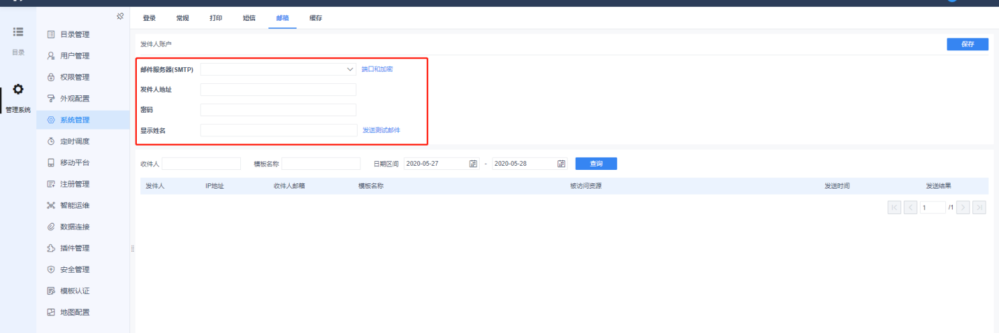 登录 常规 打印 短信 邮箱 缓存
目录
管理系统
目录管理
用户管理
权限管理
外观配置
系统管理
定时调度
移动平台
注册管理
智能运维
数据连接
插件管理
安全管理
模板认证
地图配置
发件人账户 保存
邮件服务器(SMTP) 端口和加密
发件人地址
密码
显示姓名 发送测试邮件
收件人 模板名称 日期区间 2020-05-27 - 2020-05-28 查询
发件人 IP地址 收件人邮箱 模板名称 被访问资源 发送时间 发送结果
1 /1